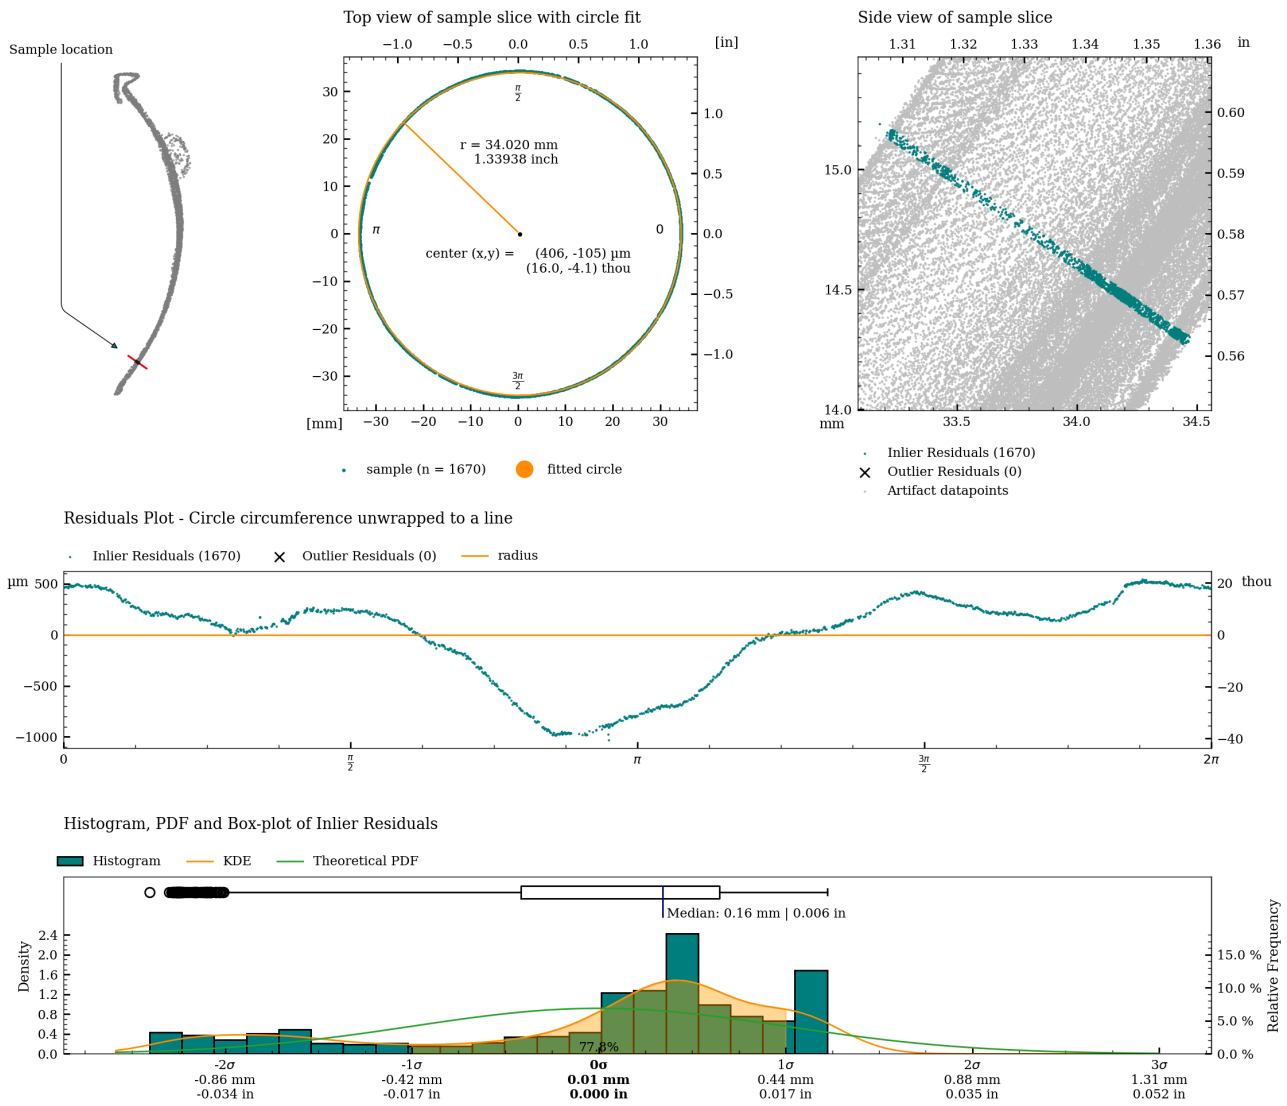 Sample location
Top view of sample slice with circle fit
−1.0 −0.5 0.0 0.5 1.0 [in]
30
20
10
0
−10
−20
−30
1.0
0.5
0.0
−0.5
−1.0
π/2
r = 34.020 mm
1.33938 inch
π
0
center (x,y) = (406, -105) µm
(16.0, -4.1) thou
3π/2
[mm] −30 −20 −10 0 10 20 30
sample (n = 1670) fitted circle
Side view of sample slice
1.31 1.32 1.33 1.34 1.35 1.36 in
15.0
14.5
14.0
0.60
0.59
0.58
0.57
0.56
mm 33.5 34.0 34.5
Inlier Residuals (1670)
Outlier Residuals (0)
Artifact datapoints
Residuals Plot - Circle circumference unwrapped to a line
Inlier Residuals (1670) Outlier Residuals (0) radius
µm
500
0
−500
−1000
20 thou
0
−20
−40
0 π/2 π 3π/2 2π
Histogram, PDF and Box-plot of Inlier Residuals
Histogram KDE Theoretical PDF
Median: 0.16 mm | 0.006 in
Density
2.4
2.0
1.6
1.2
0.8
0.4
0.0
Relative Frequency
15.0 %
10.0 %
5.0 %
0.0 %
77.8%
-2σ -1σ 0σ 1σ 2σ 3σ
-0.86 mm -0.42 mm 0.01 mm 0.44 mm 0.88 mm 1.31 mm
-0.034 in -0.017 in 0.000 in 0.017 in 0.035 in 0.052 in